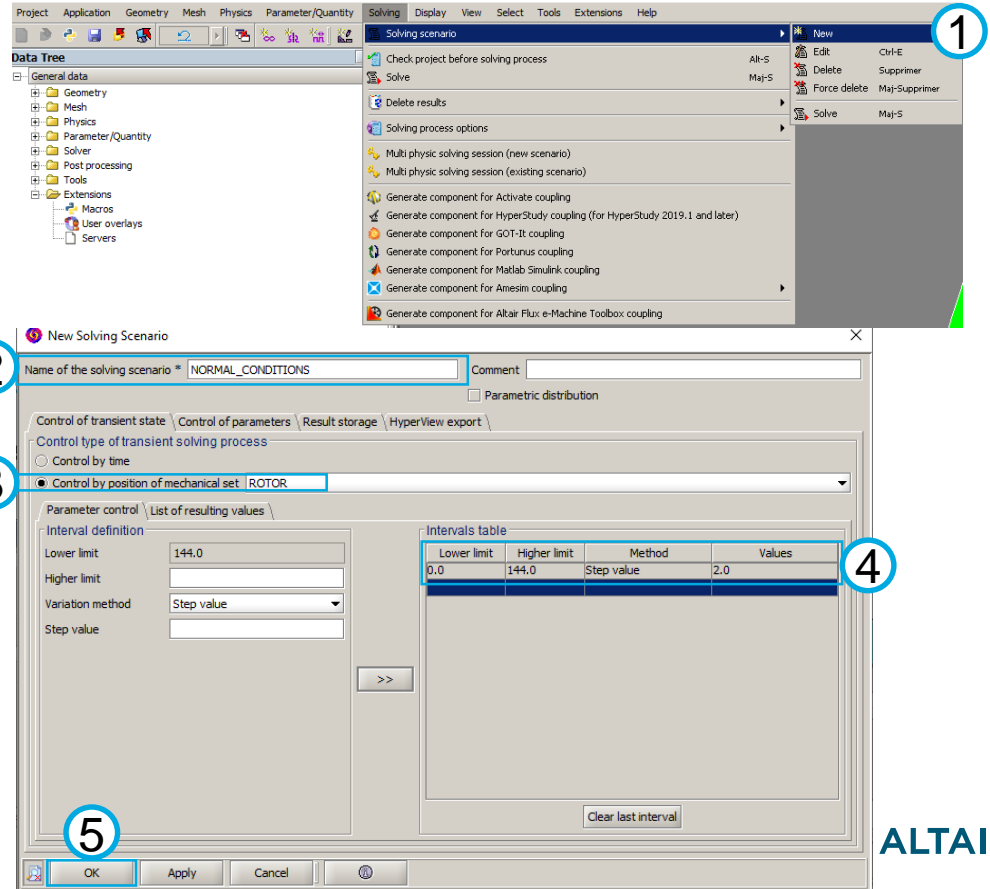 Project Application Geometry Mesh Physics Parameter/Quantity Solving Display View Select Tools Extensions Help
1
Solving scenario
New
Data Tree
Check project before solving process Alt-S
Edit Ctrl-E
General data
Solve Maj-S
Delete Supprimer
Geometry
Force delete Maj-Supprimer
Mesh
Delete results
Physics
Solve Maj-S
Parameter/Quantity
Solving process options
Solver
Post processing
Multi physic solving session (new scenario)
Tools
Multi physic solving session (existing scenario)
Extensions
Macros
Generate component for Activate coupling
User overlays
Generate component for HyperStudy coupling (for HyperStudy 2019.1 and later)
Servers
Generate component for GOT-It coupling
Generate component for Portunus coupling
Generate component for Matlab Simulink coupling
Generate component for Amesim coupling
Generate component for Altair Flux e-Machine Toolbox coupling
New Solving Scenario
2
Name of the solving scenario * NORMAL_CONDITIONS Comment
Parametric distribution
Control of transient state Control of parameters Result storage HyperView export
Control type of transient solving process
Control by time
3
Control by position of mechanical set ROTOR
Parameter control List of resulting values
Interval definition Intervals table
Lower limit 144.0
Lower limit Higher limit Method Values
0.0 144.0 Step value 2.0
4
Higher limit
Variation method Step value
Step value
>>
Clear last interval
5
OK Apply Cancel
ALTAI